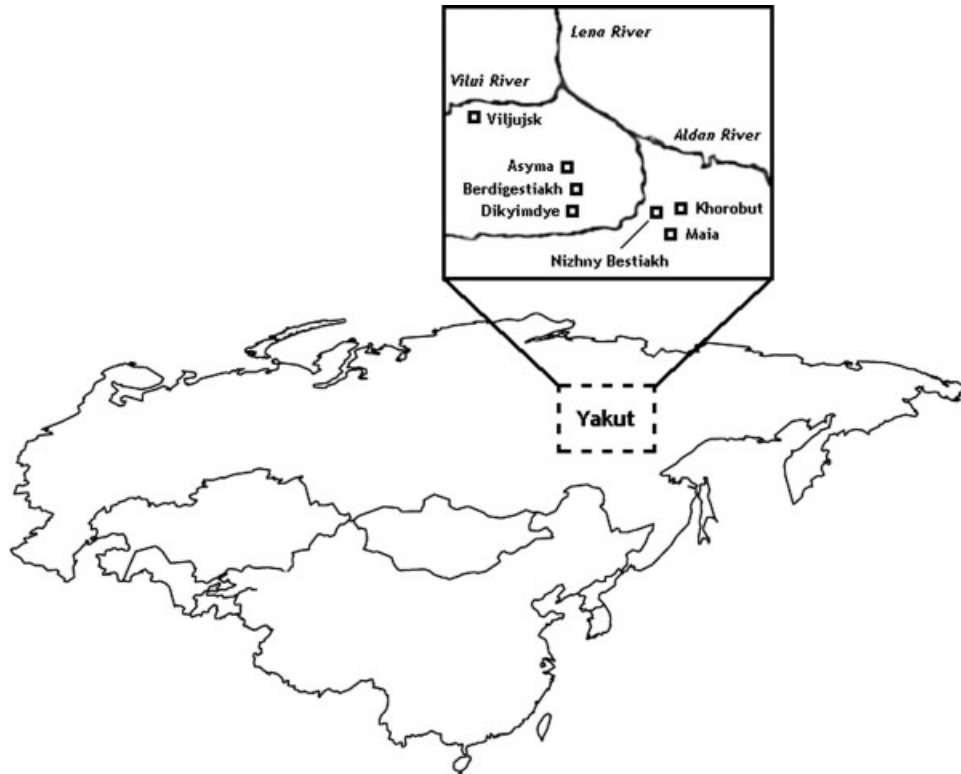 Lena River
Vilui River
Viljujsk
Aldan River
Asyma
Berdigestiakh
Dikyimdye
Khorobut
Maia
Nizhny Bestiakh
Yakut